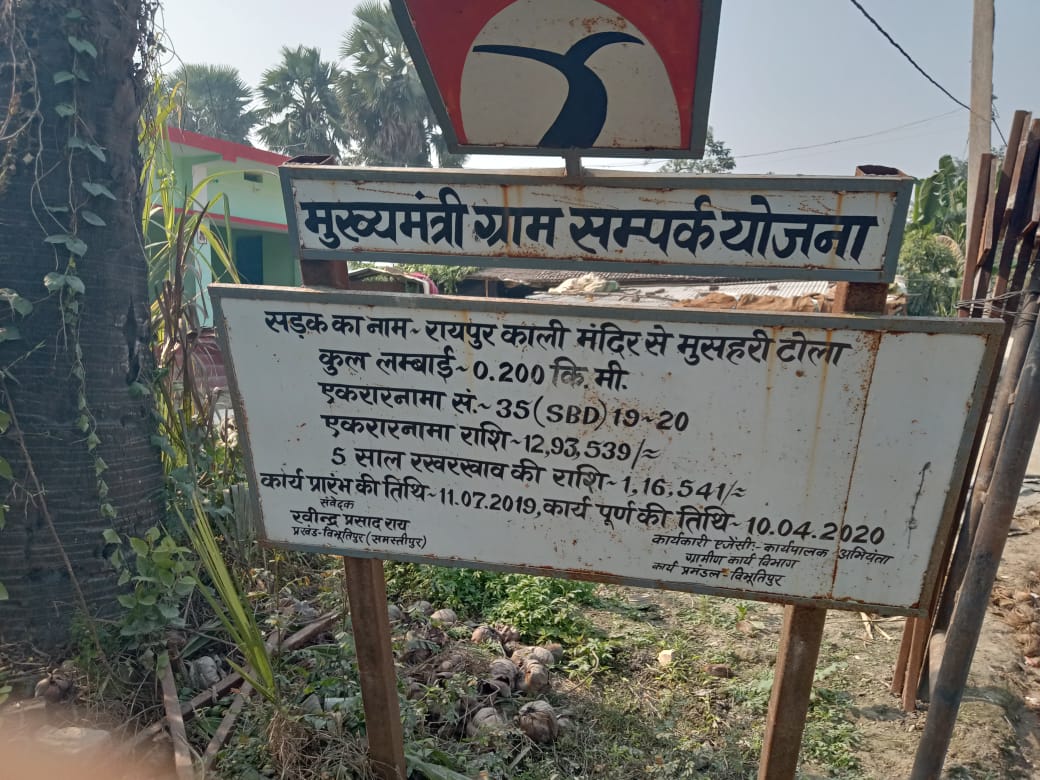 मुख्यमंत्री ग्राम सम्पर्क योजना
सड़क का नाम~ रायपुर काली मंदिर से मुसहरी टोला
कुल लम्बाई~ 0.200 कि.मी.
एकरारनामा सं.~ 35(SBD)19~20
एकरारनामा राशि~12,93,539/≈
5 साल रखरखाव की राशि~1,16,541/≈
कार्य प्रारंभ की तिथि~11.07.2019, कार्य पूर्ण की तिथि~10.04.2020
संवेदक
रवीन्द्र प्रसाद राय
प्रखंड-विभूतिपुर (समस्तीपुर)
कार्यकारी एजेंसी:-कार्यपालक अभियंता
ग्रामीण कार्य विभाग
कार्य प्रमंडल-विभूतिपुर